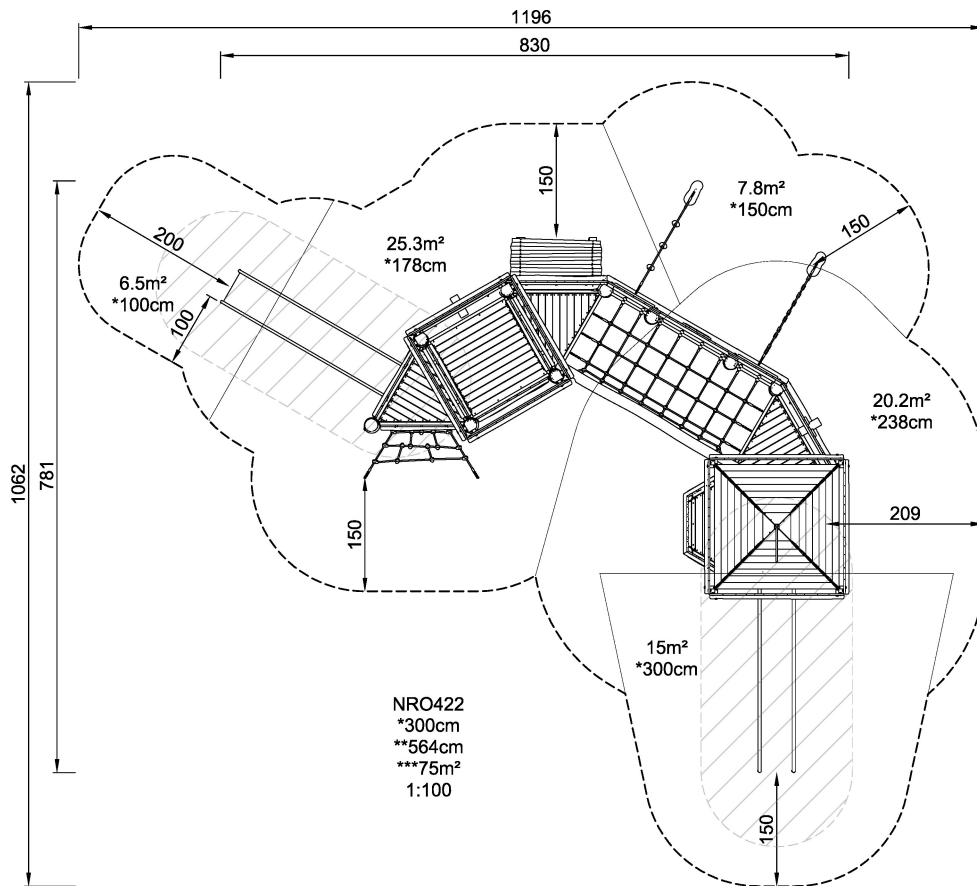 1196
830
150
7.8m²
*150cm
150
200
25.3m²
*178cm
6.5m²
*100cm
100
20.2m²
*238cm
1062
781
209
150
15m²
*300cm
NRO422
*300cm
**564cm
***75m²
1:100
150